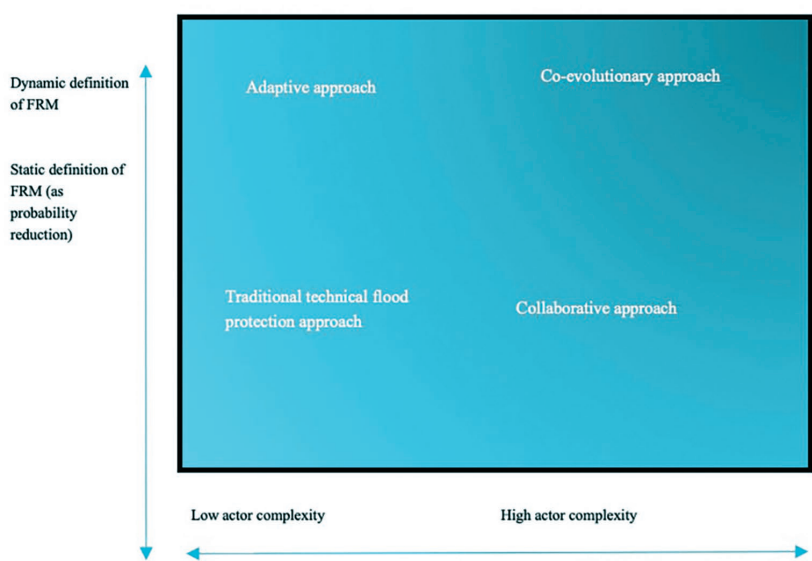 Dynamic definition
of FRM
Static definition of
FRM (as
probability
reduction)
Adaptive approach
Co-evolutionary approach
Traditional technical flood
protection approach
Collaborative approach
Low actor complexity
High actor complexity